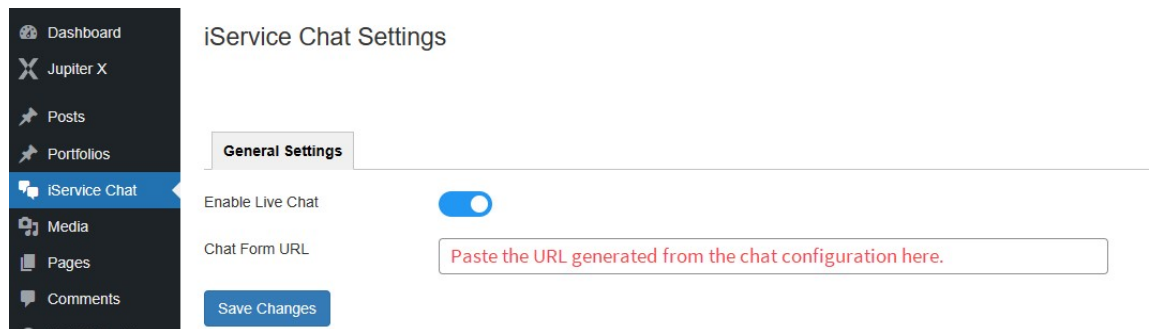 Dashboard
Jupiter X
Posts
Portfolios
iService Chat
Media
Pages
Comments
iService Chat Settings
General Settings
Enable Live Chat
Chat Form URL
Paste the URL generated from the chat configuration here.
Save Changes